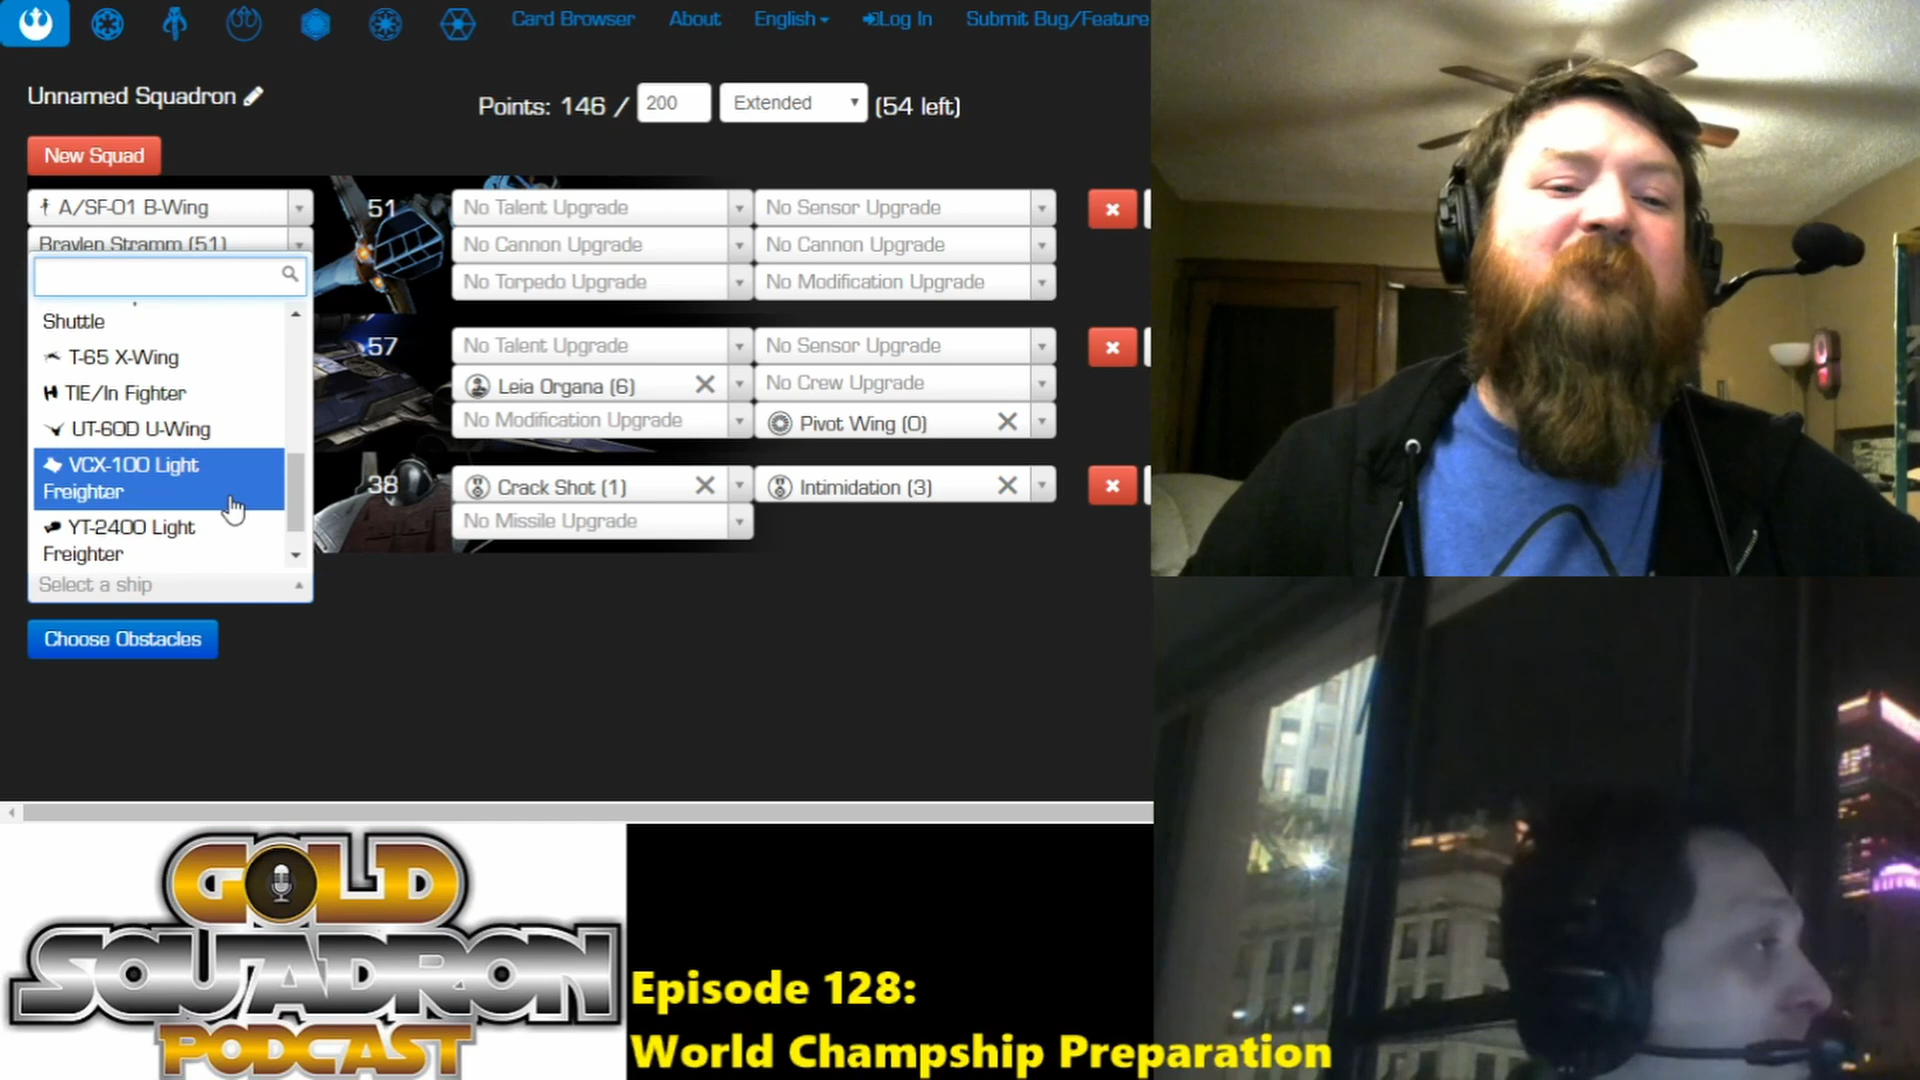 Card Browser About English Log In Submit Bug/Feature
Unnamed Squadron
Points: 146 / 200 Extended (54 left)
New Squad
A/SF-01 B-Wing 51 No Talent Upgrade No Sensor Upgrade
Braylen Stramm (51) No Cannon Upgrade No Cannon Upgrade
No Torpedo Upgrade No Modification Upgrade
Shuttle
T-65 X-Wing
TIE/ln Fighter
UT-60D U-Wing
VCX-100 Light
Freighter
YT-2400 Light
Freighter
Select a ship
57 No Talent Upgrade No Sensor Upgrade
Leia Organa (6) No Crew Upgrade
No Modification Upgrade Pivot Wing (0)
38 Crack Shot (1) Intimidation (3)
No Missile Upgrade
Choose Obstacles
GOLD
SQUADRON
PODCAST
Episode 128:
World Champship Preparation